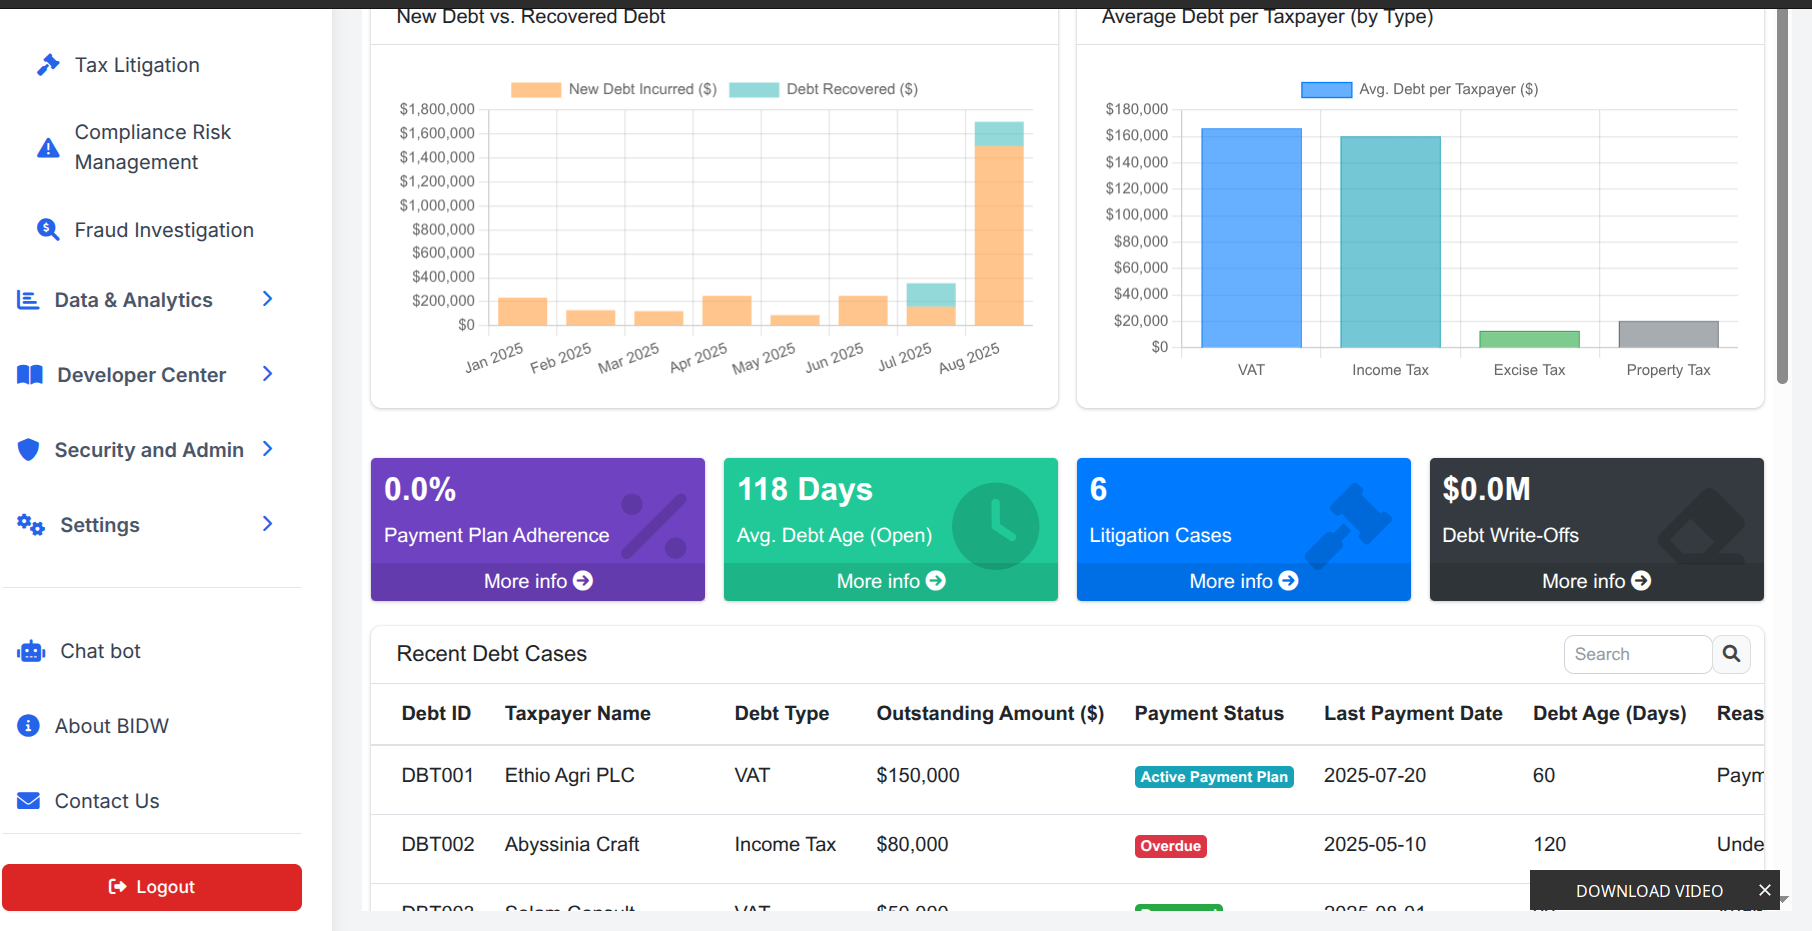 Tax Litigation
Compliance Risk
Management
Fraud Investigation
Data & Analytics
Developer Center
Security and Admin
Settings
Chat bot
About BIDW
Contact Us
Logout
New Debt vs. Recovered Debt
New Debt Incurred ($) Debt Recovered ($)
$1,800,000
$1,600,000
$1,400,000
$1,200,000
$1,000,000
$800,000
$600,000
$400,000
$200,000
$0
Jan 2025 Feb 2025 Mar 2025 Apr 2025 May 2025 Jun 2025 Jul 2025 Aug 2025
Average Debt per Taxpayer (by Type)
Avg. Debt per Taxpayer ($)
$180,000
$160,000
$140,000
$120,000
$100,000
$80,000
$60,000
$40,000
$20,000
$0
VAT Income Tax Excise Tax Property Tax
0.0%
Payment Plan Adherence
More info
118 Days
Avg. Debt Age (Open)
More info
6
Litigation Cases
More info
$0.0M
Debt Write-Offs
More info
Recent Debt Cases
Search
Debt ID Taxpayer Name Debt Type Outstanding Amount ($) Payment Status Last Payment Date Debt Age (Days) Reas
DBT001 Ethio Agri PLC VAT $150,000 Active Payment Plan 2025-07-20 60 Paym
DBT002 Abyssinia Craft Income Tax $80,000 Overdue 2025-05-10 120 Unde
DBT003 Selam Consult VAT $50,000 2025-08-01
DOWNLOAD VIDEO